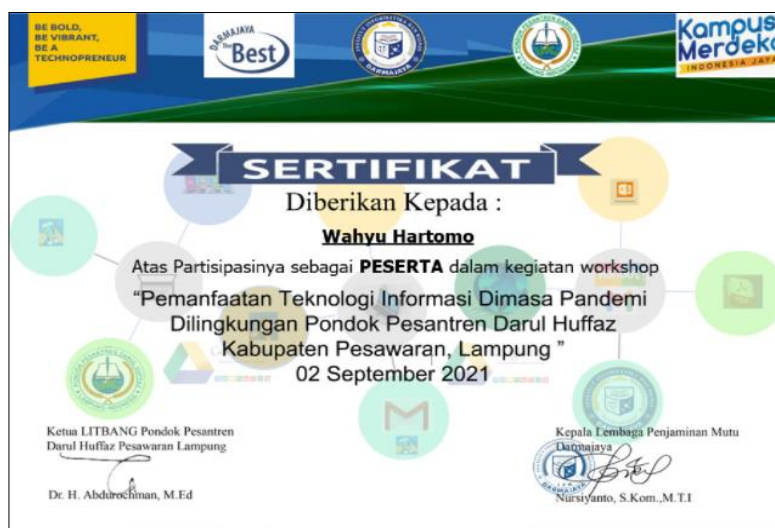 BE BOLD,
BE VIBRANT,
BE A
TECHNOPRENEUR
DARMAJAYA
The
Best
DARMAJAYA
Kampus
Merdeka
INDONESIA JAYA
SERTIFIKAT
Diberikan Kepada :
Wahyu Hartomo
Atas Partisipasinya sebagai PESERTA dalam kegiatan workshop
“Pemanfaatan Teknologi Informasi Dimasa Pandemi
Dilingkungan Pondok Pesantren Darul Huffaz
Kabupaten Pesawaran, Lampung ”
02 September 2021
Ketua LITBANG Pondok Pesantren
Darul Huffaz Pesawaran Lampung
Dr. H. Abdurochman, M.Ed
Kepala Lembaga Penjaminan Mutu
Darmajaya
DARMAJAYA
Nursiyanto, S.Kom.,M.T.I